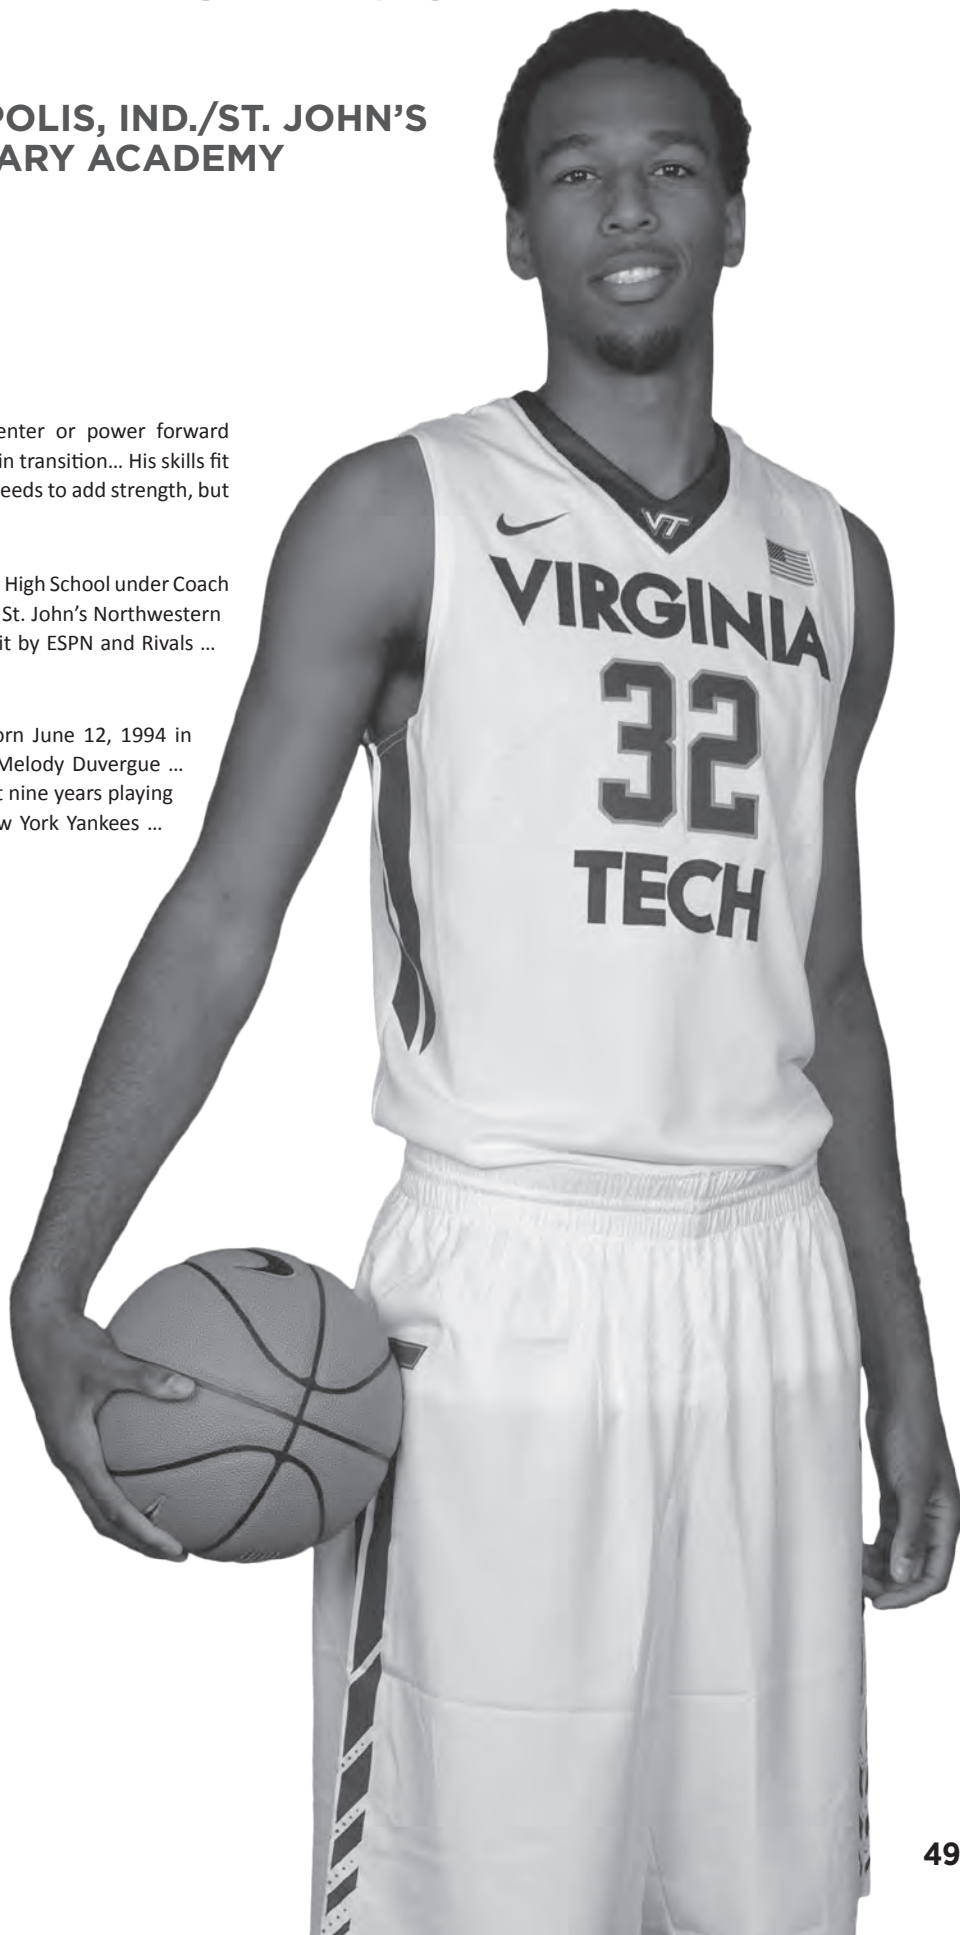 POLIS, IND./ST. JOHN’S
ARY ACADEMY
enter or power forward
in transition... His skills fit
eeds to add strength, but
High School under Coach
St. John’s Northwestern
it by ESPN and Rivals ...
orn June 12, 1994 in
Melody Duvergue ...
t nine years playing
w York Yankees ...
VT
VIRGINIA
32
TECH
49